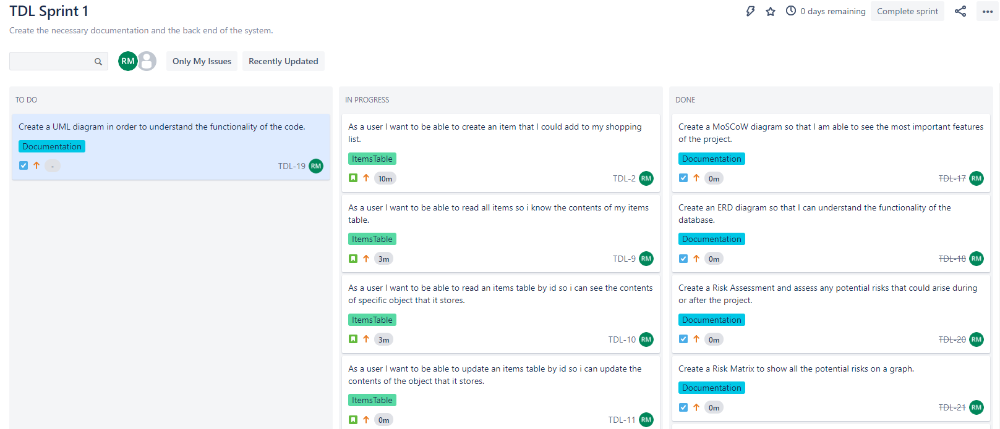 TDL Sprint 1
0 days remaining
Complete sprint
Create the necessary documentation and the back end of the system.
RM
Only My Issues
Recently Updated
TO DO
Create a UML diagram in order to understand the functionality of the code.
Documentation
-
TDL-19 RM
IN PROGRESS
As a user I want to be able to create an item that I could add to my shopping
list.
ItemsTable
10m
TDL-2 RM
As a user I want to be able to read all items so i know the contents of my items
table.
ItemsTable
3m
TDL-9 RM
As a user I want to be able to read an items table by id so i can see the contents
of specific object that it stores.
ItemsTable
3m
TDL-10 RM
As a user I want to be able to update an items table by id so i can update the
contents of the object that it stores.
ItemsTable
0m
TDL-11 RM
DONE
Create a MoSCoW diagram so that I am able to see the most important features
of the project.
Documentation
0m
TDL-17 RM
Create an ERD diagram so that I can understand the functionality of the
database.
Documentation
0m
TDL-18 RM
Create a Risk Assessment and assess any potential risks that could arise during
or after the project.
Documentation
0m
TDL-20 RM
Create a Risk Matrix to show all the potential risks on a graph.
Documentation
0m
TDL-21 RM